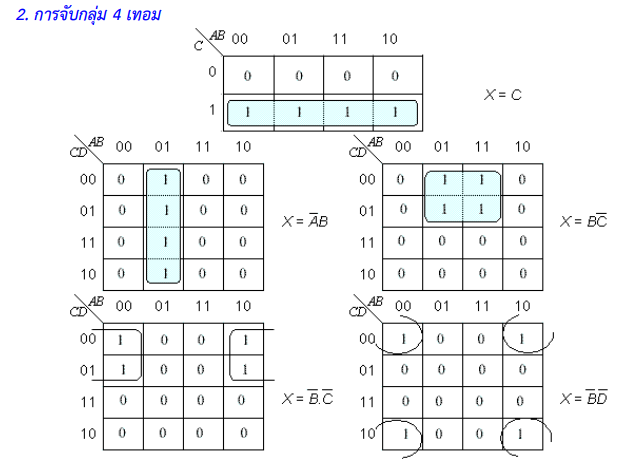 2. การจับกลุ่ม 4 เทอม
AB 00 01 11 10
C
0 0 0 0 0
1 1 1 1 1
X = C
AB 00 01 11 10
CD
00 0 1 0 0
01 0 1 0 0
11 0 1 0 0
10 0 1 0 0
X = A̅B
AB 00 01 11 10
CD
00 0 1 1 0
01 0 1 1 0
11 0 0 0 0
10 0 0 0 0
X = BC̅
AB 00 01 11 10
CD
00 1 0 0 1
01 1 0 0 1
11 0 0 0 0
10 0 0 0 0
X = B̅.C̅
AB 00 01 11 10
CD
00 1 0 0 1
01 0 0 0 0
11 0 0 0 0
10 1 0 0 1
X = B̅D̅